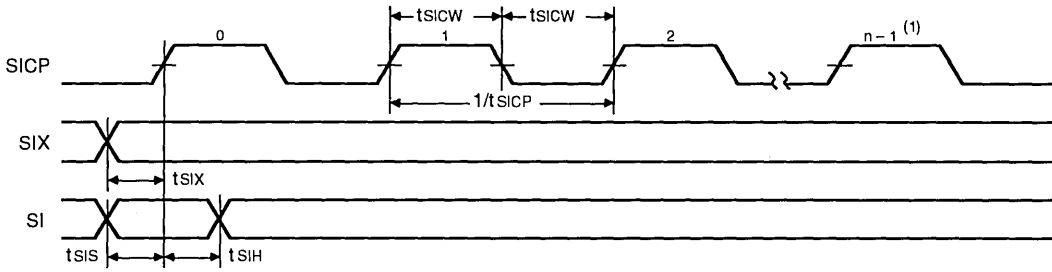 tSICW tSICW
0 1 2 n-1 (1)
SICP
1/tSICP
SIX
tSIX
SI
tSIS tSIH